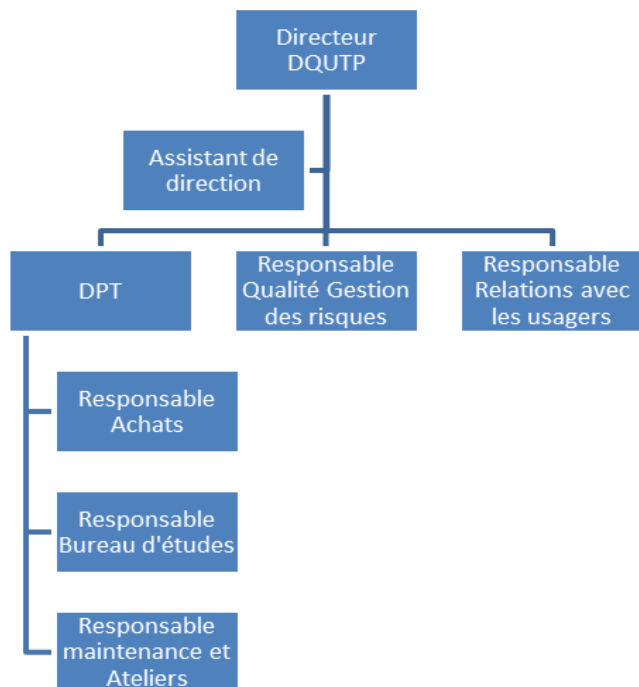 Directeur
DQUTP
Assistant de
direction
DPT
Responsable
Qualité Gestion
des risques
Responsable
Relations avec
les usagers
Responsable
Achats
Responsable
Bureau d'études
Responsable
maintenance et
Ateliers